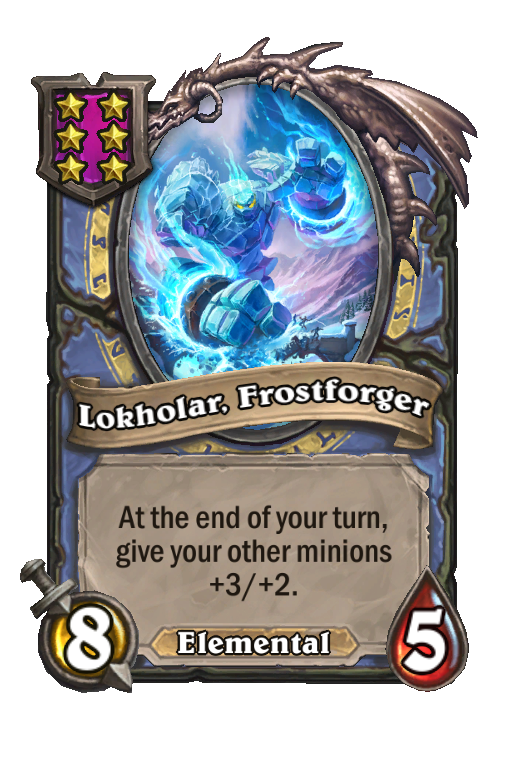 Lokholar, Frostforger
At the end of your turn,
give your other minions
+3/+2.
8
Elemental
5